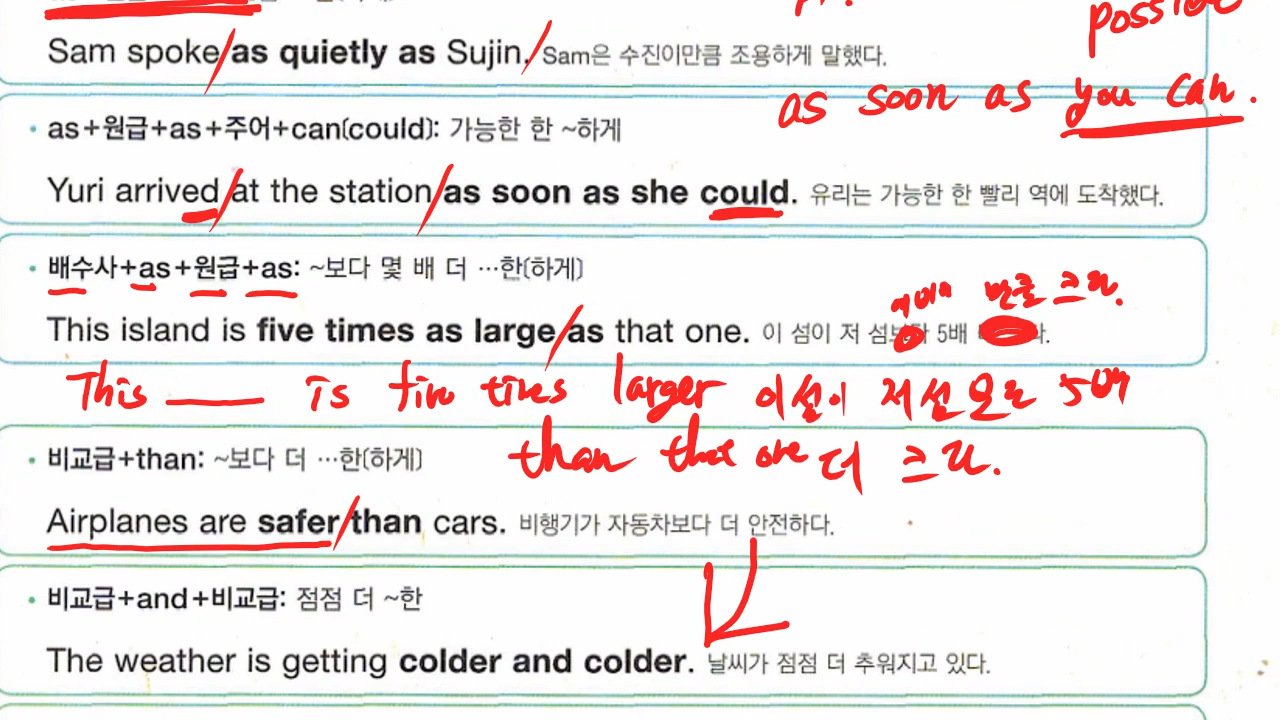 possible
Sam spoke/as quietly as Sujin./ Sam은 수진이만큼 조용하게 말했다.
as soon as you can.
• as+원급+as+주어+can(could): 가능한 한 ~하게
Yuri arrived/at the station/as soon as she could. 유리는 가능한 한 빨리 역에 도착했다.
• 배수사+as+원급+as: ~보다 몇 배 더 …한(하게)
크다.
This island is five times as large/as that one. 이 섬이 저 섬보다 5배
This ___ is five times larger 이섬이 저섬 보다 5배
than that one 더 크다.
• 비교급+than: ~보다 더 …한(하게)
Airplanes are safer/than cars. 비행기가 자동차보다 더 안전하다.
• 비교급+and+비교급: 점점 더 ~한
The weather is getting colder and colder. 날씨가 점점 더 추워지고 있다.